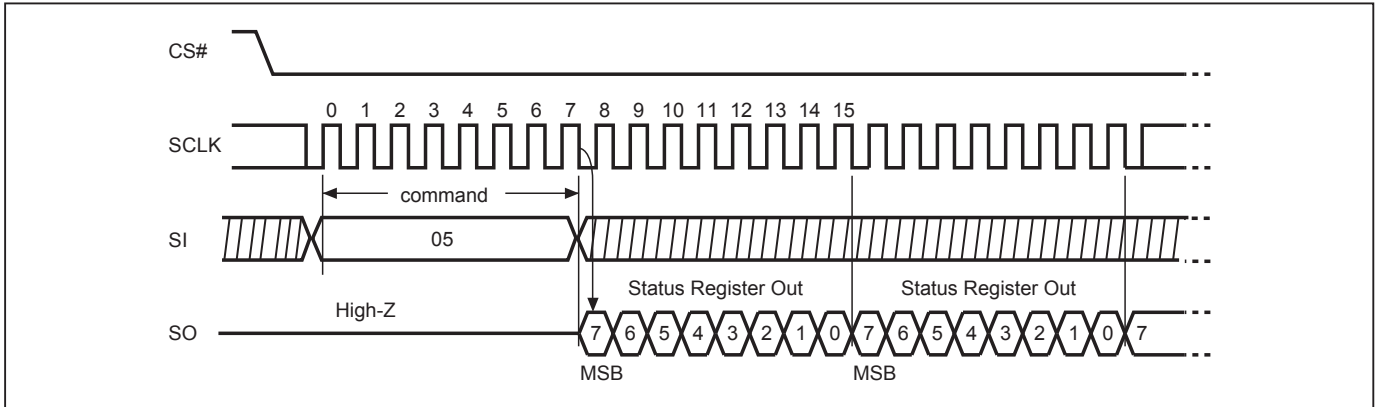 CS#
0 1 2 3 4 5 6 7 8 9 10 11 12 13 14 15
SCLK
command
SI
05
Status Register Out Status Register Out
High-Z
SO
7 6 5 4 3 2 1 0 7 6 5 4 3 2 1 0 7
MSB MSB